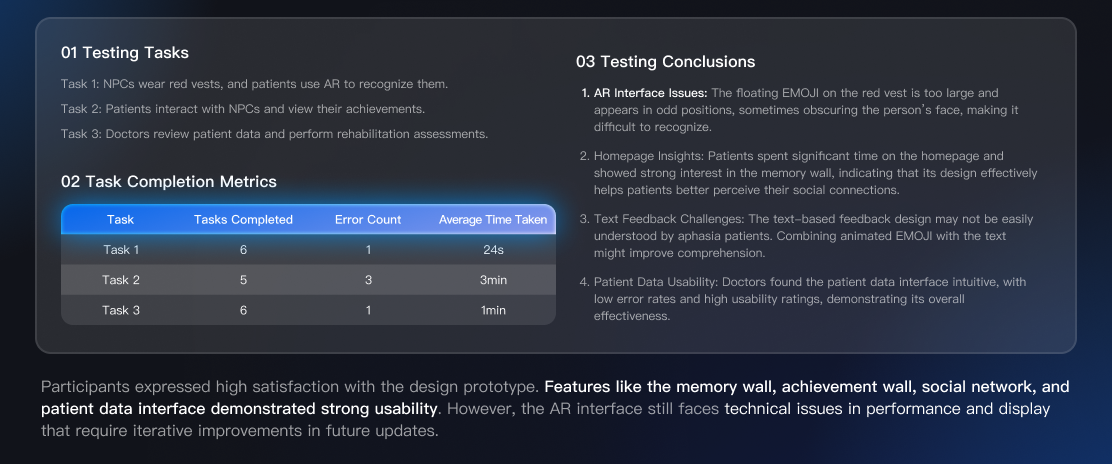 01 Testing Tasks
Task 1: NPCs wear red vests, and patients use AR to recognize them.
Task 2: Patients interact with NPCs and view their achievements.
Task 3: Doctors review patient data and perform rehabilitation assessments.
02 Task Completion Metrics
Task Tasks Completed Error Count Average Time Taken
Task 1 6 1 24s
Task 2 5 3 3min
Task 3 6 1 1min
03 Testing Conclusions
1. AR Interface Issues: The floating EMOJI on the red vest is too large and
appears in odd positions, sometimes obscuring the person's face, making it
difficult to recognize.
2. Homepage Insights: Patients spent significant time on the homepage and
showed strong interest in the memory wall, indicating that its design effectively
helps patients better perceive their social connections.
3. Text Feedback Challenges: The text-based feedback design may not be easily
understood by aphasia patients. Combining animated EMOJI with the text
might improve comprehension.
4. Patient Data Usability: Doctors found the patient data interface intuitive, with
low error rates and high usability ratings, demonstrating its overall
effectiveness.
Participants expressed high satisfaction with the design prototype. Features like the memory wall, achievement wall, social network, and
patient data interface demonstrated strong usability. However, the AR interface still faces technical issues in performance and display
that require iterative improvements in future updates.